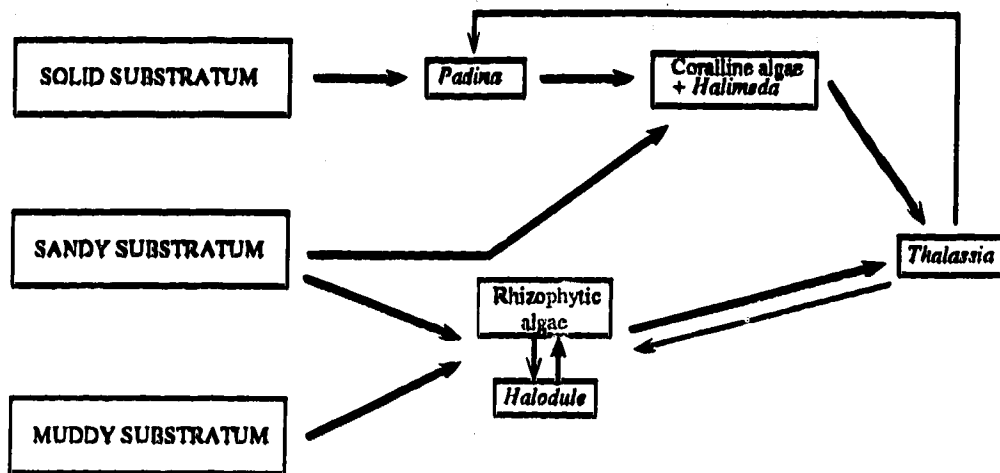 SOLID SUBSTRATUM
Padina
Coralline algae
+ Halimeda
SANDY SUBSTRATUM
Thalassia
Rhizophytic
algae
Halodule
MUDDY SUBSTRATUM